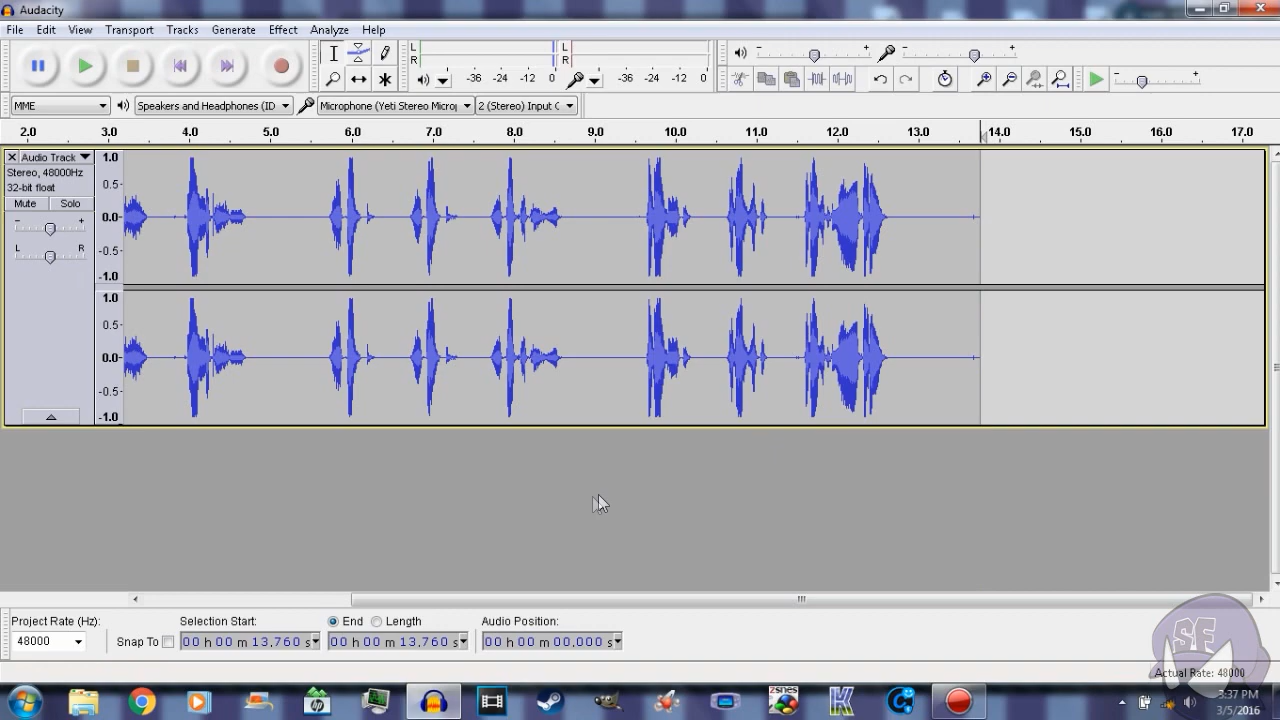 Audacity
File Edit View Transport Tracks Generate Effect Analyze Help
L
R
-36 -24 -12 0
L
R
-36 -24 -12 0
- +
- +
- +
MME
Speakers and Headphones (ID
Microphone (Yeti Stereo Microp
2 (Stereo) Input C
2.0 3.0 4.0 5.0 6.0 7.0 8.0 9.0 10.0 11.0 12.0 13.0 14.0 15.0 16.0 17.0
Audio Track
Stereo, 48000Hz
32-bit float
Mute Solo
- +
L R
1.0
0.5
0.0
-0.5
-1.0
1.0
0.5
0.0
-0.5
-1.0
Project Rate (Hz):
48000
Snap To
Selection Start:
00 h 00 m 13.760 s
End Length
00 h 00 m 13.760 s
Audio Position:
00 h 00 m 00.000 s
SF
Actual Rate: 48000
hp
zsnes
K
3:37 PM
3/5/2016